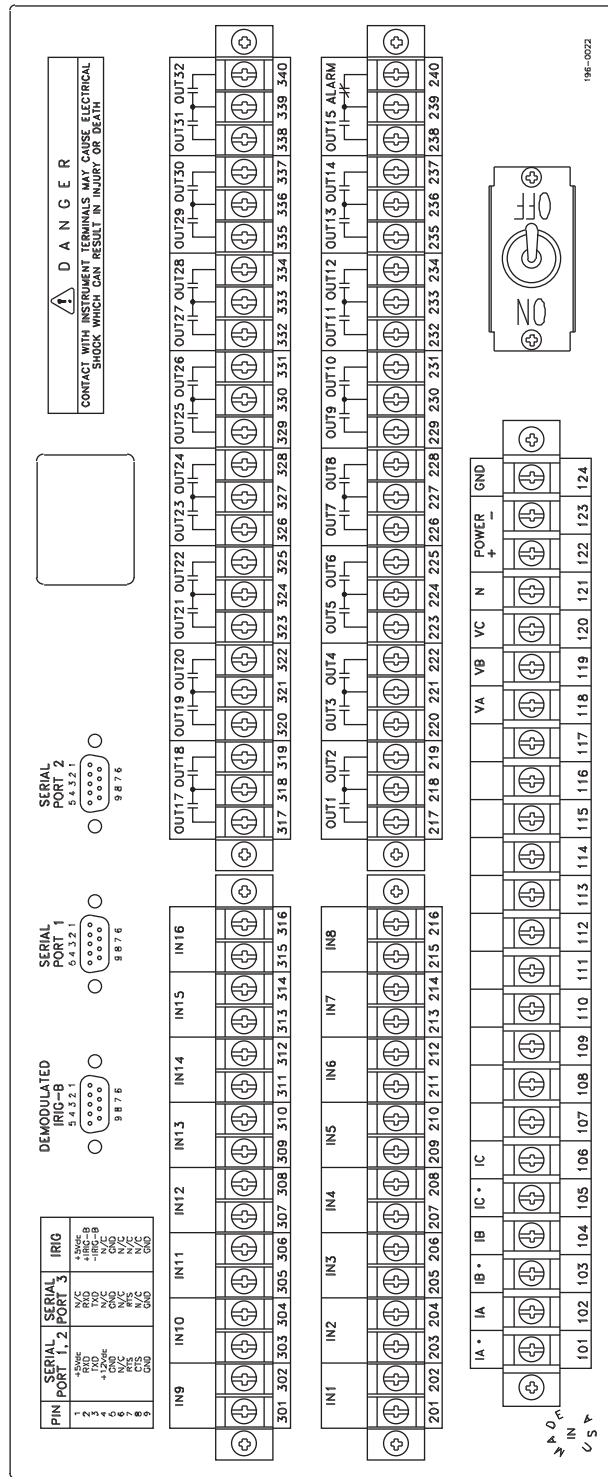 PIN SERIAL PORT 1, 2 SERIAL PORT 3 IRIG
1 +5Vdc N/C +5Vdc
2 RXD RXD +IRIG-B
3 TXD TXD -IRIG-B
4 +12Vdc N/C N/C
5 GND GND GND
6 N/C N/C N/C
7 RTS RTS N/C
8 CTS N/C N/C
9 GND GND GND
DEMODULATED
IRIG-B
5 4 3 2 1
9 8 7 6
SERIAL
PORT 1
5 4 3 2 1
9 8 7 6
SERIAL
PORT 2
5 4 3 2 1
9 8 7 6
DANGER
CONTACT WITH INSTRUMENT TERMINALS MAY CAUSE ELECTRICAL
SHOCK WHICH CAN RESULT IN INJURY OR DEATH
IN9 IN10 IN11 IN12 IN13 IN14 IN15 IN16
301 302 303 304 305 306 307 308 309 310 311 312 313 314 315 316
OUT17 OUT18 OUT19 OUT20 OUT21 OUT22 OUT23 OUT24 OUT25 OUT26 OUT27 OUT28 OUT29 OUT30 OUT31 OUT32
317 318 319 320 321 322 323 324 325 326 327 328 329 330 331 332 333 334 335 336 337 338 339 340
IN1 IN2 IN3 IN4 IN5 IN6 IN7 IN8
201 202 203 204 205 206 207 208 209 210 211 212 213 214 215 216
OUT1 OUT2 OUT3 OUT4 OUT5 OUT6 OUT7 OUT8 OUT9 OUT10 OUT11 OUT12 OUT13 OUT14 OUT15 ALARM
217 218 219 220 221 222 223 224 225 226 227 228 229 230 231 232 233 234 235 236 237 238 239 240
IA • IA IB • IB IC • IC VA VB VC N POWER + - GND
101 102 103 104 105 106 107 108 109 110 111 112 113 114 115 116 117 118 119 120 121 122 123 124
ON OFF
MADE
IN
USA
196-0022